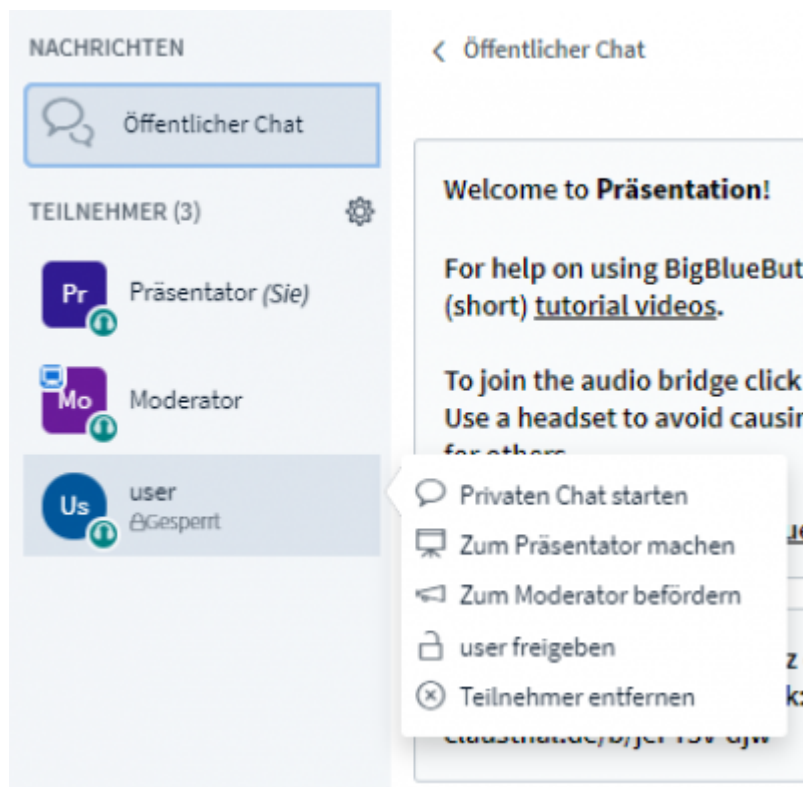 NACHRICHTEN
Öffentlicher Chat
TEILNEHMER (3)
Pr
Präsentator (Sie)
Mo
Moderator
Us
user
Gesperrt
Öffentlicher Chat
Welcome to Präsentation!
For help on using BigBlueBut
(short) tutorial videos.
To join the audio bridge click
Use a headset to avoid causin
for others
Privaten Chat starten
Zum Präsentator machen
Zum Moderator befördern
user freigeben
Teilnehmer entfernen